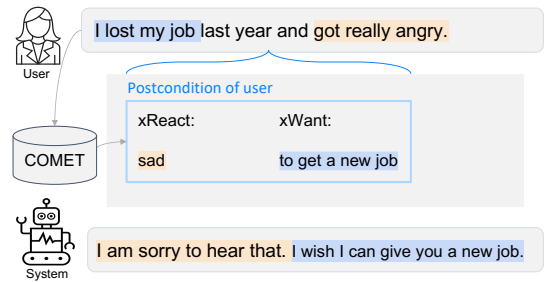 I lost my job last year and got really angry.
User
Postcondition of user
xReact: xWant:
COMET
sad to get a new job
I am sorry to hear that. I wish I can give you a new job.
System